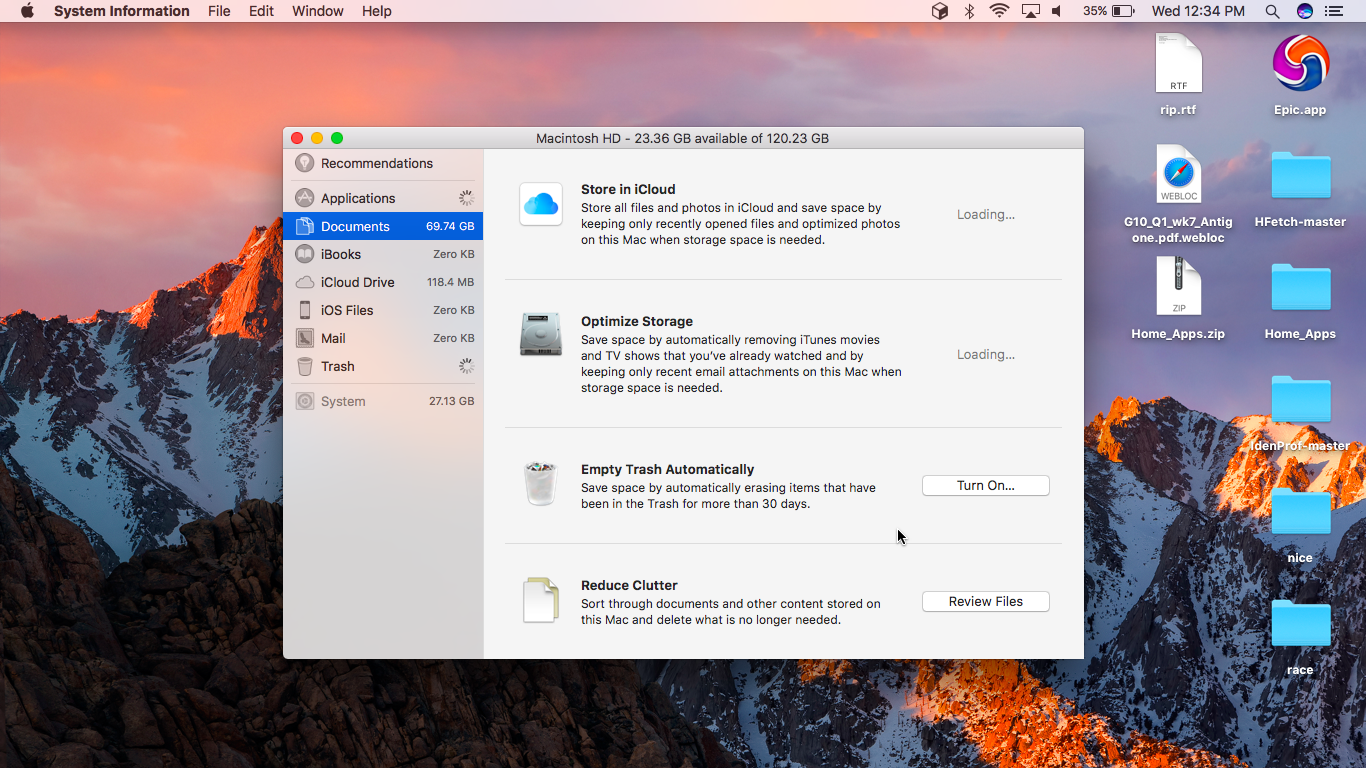 System Information File Edit Window Help
35% Wed 12:34 PM
RTF
rip.rtf
Epic.app
WEBLOC
G10_Q1_wk7_Antig
one.pdf.webloc
HFetch-master
ZIP
Home_Apps.zip
Home_Apps
IdenProf-master
nice
race
Macintosh HD - 23.36 GB available of 120.23 GB
Recommendations
Applications
Documents 69.74 GB
iBooks Zero KB
iCloud Drive 118.4 MB
iOS Files Zero KB
Mail Zero KB
Trash
System 27.13 GB
Store in iCloud
Store all files and photos in iCloud and save space by
keeping only recently opened files and optimized photos
on this Mac when storage space is needed.
Loading...
Optimize Storage
Save space by automatically removing iTunes movies
and TV shows that you've already watched and by
keeping only recent email attachments on this Mac when
storage space is needed.
Loading...
Empty Trash Automatically
Save space by automatically erasing items that have
been in the Trash for more than 30 days.
Turn On...
Reduce Clutter
Sort through documents and other content stored on
this Mac and delete what is no longer needed.
Review Files